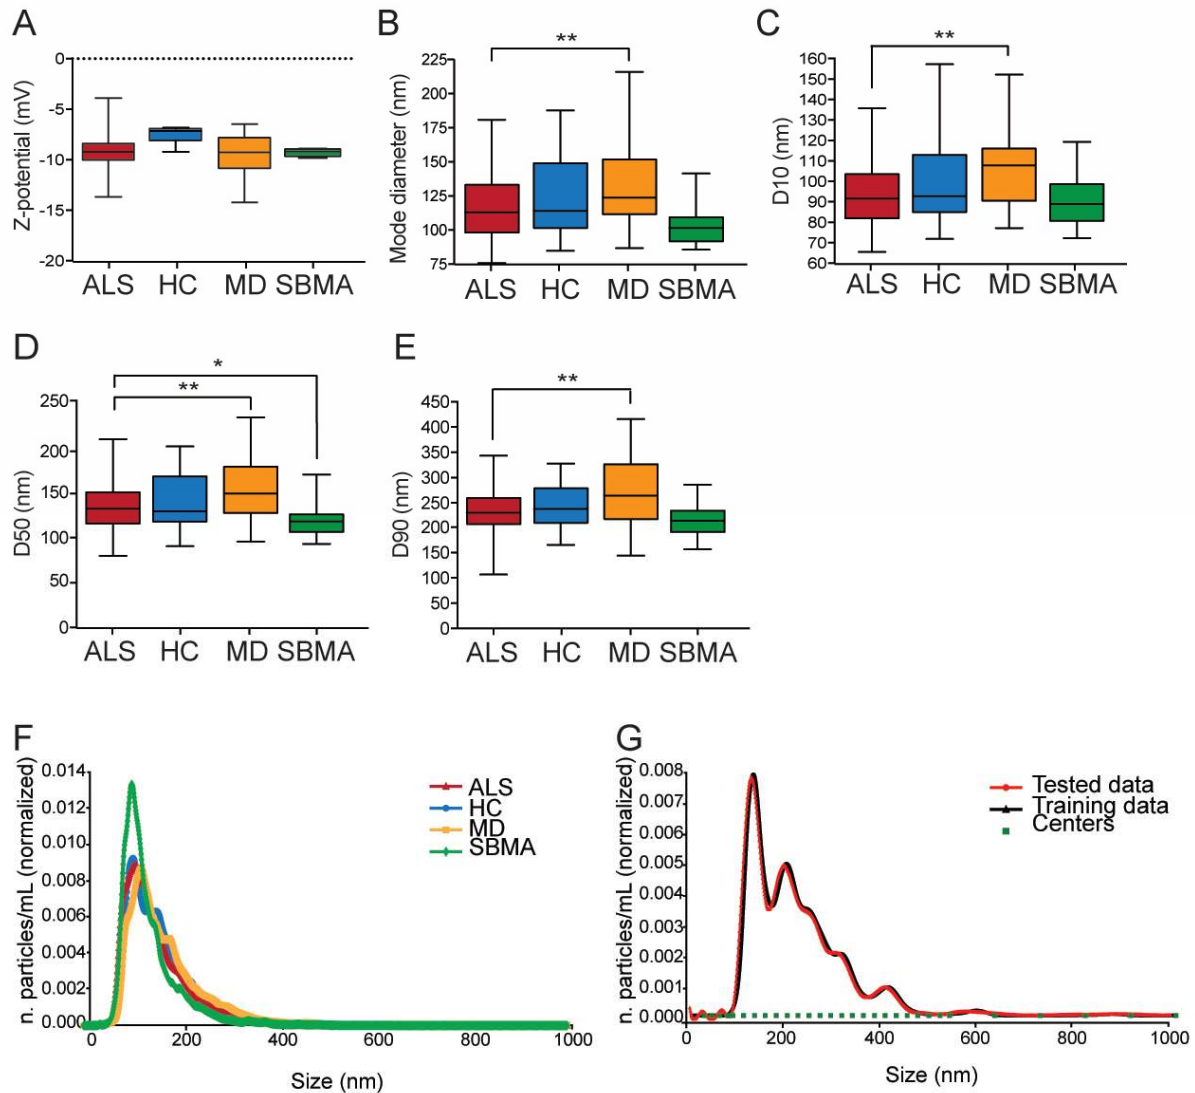 A
Z-potential (mV)
0
-5
-10
-15
-20
ALS HC MD SBMA
B
**
Mode diameter (nm)
225
200
175
150
125
100
75
ALS HC MD SBMA
C
**
D10 (nm)
160
150
140
130
120
110
100
90
80
70
60
ALS HC MD SBMA
D
*
**
D50 (nm)
250
200
150
100
50
0
ALS HC MD SBMA
E
**
D90 (nm)
450
400
350
300
250
200
150
100
50
0
ALS HC MD SBMA
F
n. particles/mL (normalized)
0.014
0.012
0.010
0.008
0.006
0.004
0.002
0.000
0 200 400 600 800 1000
Size (nm)
ALS
HC
MD
SBMA
G
n. particles/mL (normalized)
0.008
0.007
0.006
0.005
0.004
0.003
0.002
0.001
0.000
0 200 400 600 800 1000
Size (nm)
Tested data
Training data
Centers